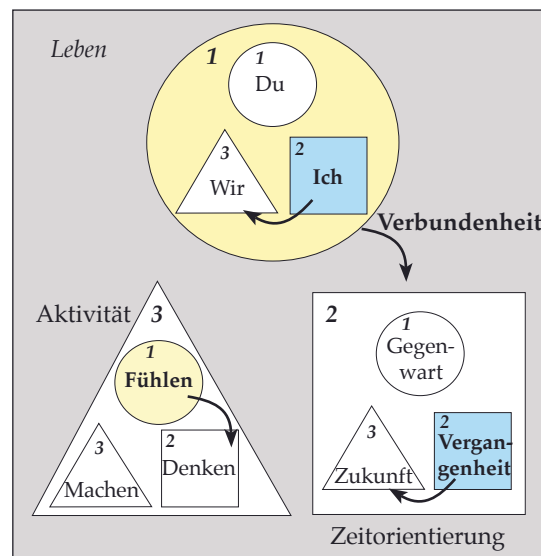 Leben
1
1
Du
3
Wir
2
Ich
Verbundenheit
Aktivität
3
1
Fühlen
3
Machen
2
Denken
2
1
Gegen-
wart
3
Zukunft
2
Vergan-
genheit
Zeitorientierung